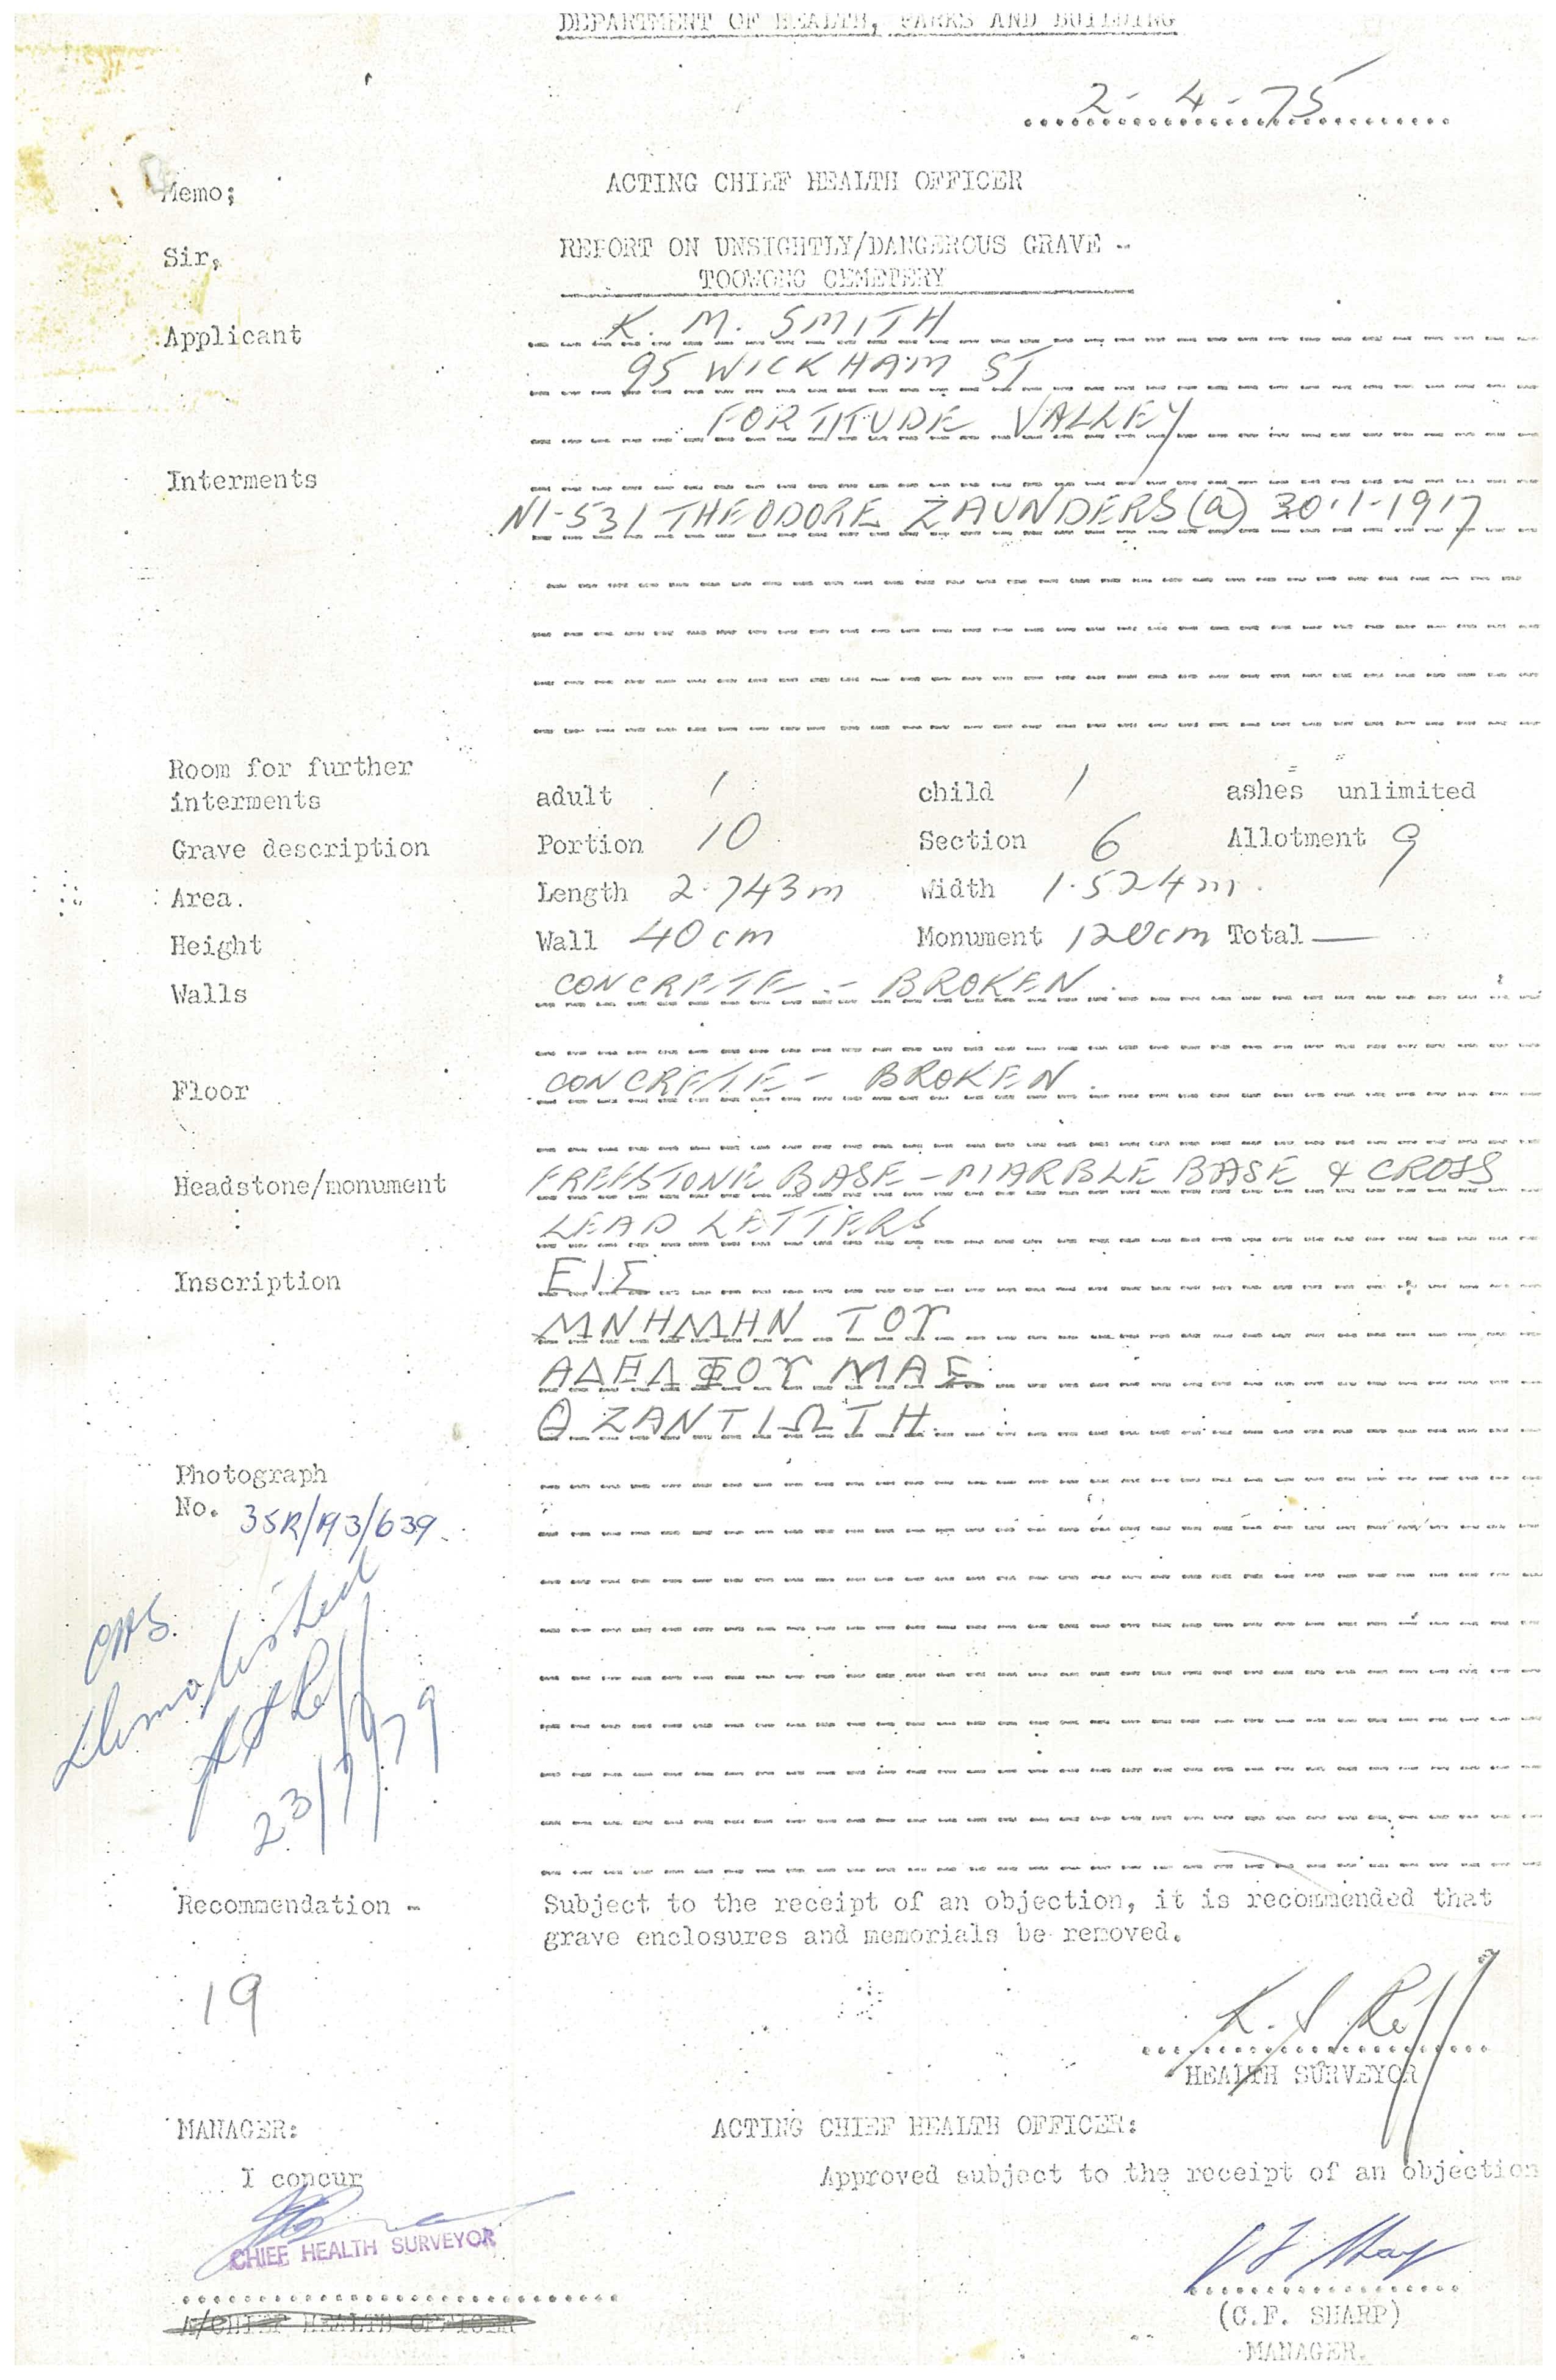 DEPARTMENT OF HEALTH, PARKS AND BUILDING
2-4-75
Memo;
ACTING CHIEF HEALTH OFFICER
Sir,
REPORT ON UNSIGHTLY/DANGEROUS GRAVE -
TOOWONG CEMETERY
Applicant K. M. SMITH
95 WICKHAM ST
FORTITUDE VALLEY
Interments
N1-531 THEODORE ZAUNDERS (a) 30.1-1917
Room for further
interments adult 1 child 1 ashes unlimited
Grave description Portion 10 Section 6 Allotment 9
Area. Length 2.743m Width 1.524m.
Height Wall 40cm Monument 120cm Total —
Walls CONCRETE - BROKEN.
Floor CONCRETE - BROKEN.
Headstone/monument FREESTONE BASE - MARBLE BASE & CROSS
LEAD LETTERS
Inscription ΕΙΣ
ΜΝΗΜΗΝ ΤΟΥ
ΑΔΕΛΦΟΥ ΜΑΣ
Θ ΖΑΝΤΙΩΤΗ
Photograph
No. 35R/193/639.
CHS.
demolished
23/7/79
Recommendation - Subject to the receipt of an objection, it is recommended that
grave enclosures and memorials be removed.
19
HEALTH SURVEYOR
MANAGER: ACTING CHIEF HEALTH OFFICER:
I concur Approved subject to the receipt of an objection
CHIEF HEALTH SURVEYOR
A/CHIEF HEALTH OFFICER
(C.F. SHARP)
MANAGER.